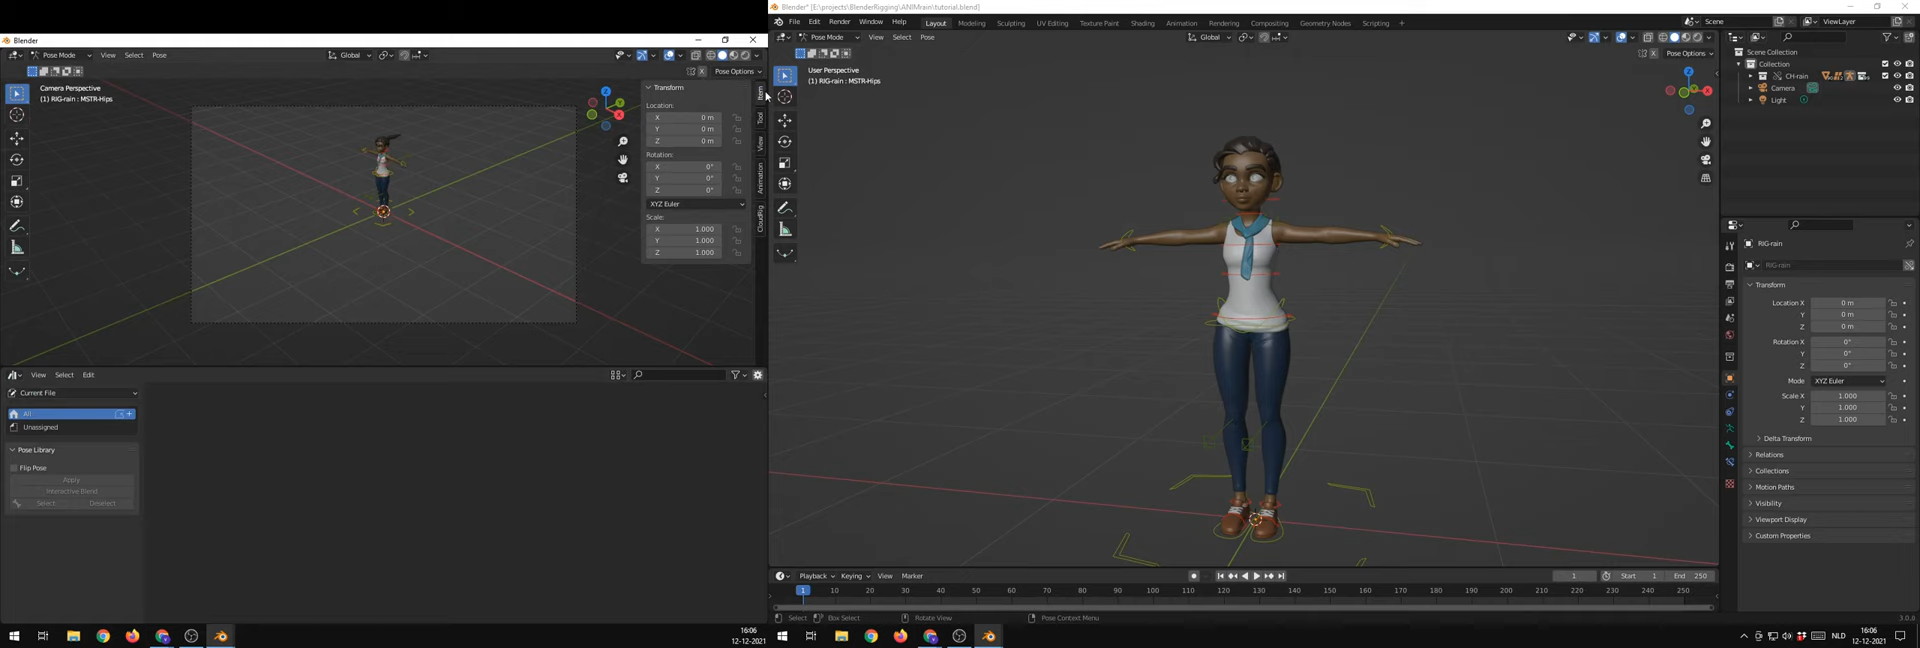 Blender
Pose Mode View Select Pose Global
Pose Options
Camera Perspective
(1) RIG-rain : MSTR-Hips
Transform
Location:
X 0 m
Y 0 m
Z 0 m
Rotation:
X 0°
Y 0°
Z 0°
XYZ Euler
Scale:
X 1.000
Y 1.000
Z 1.000
Item
Tool
View
Animation
CloudRig
View Select Edit
Current File
All
Unassigned
Pose Library
Flip Pose
Apply
Interactive Blend
Select Deselect
16:06
12-12-2021
Blender* [E:\projects\BlenderRigging\ANIMrain\tutorial.blend]
File Edit Render Window Help Layout Modeling Sculpting UV Editing Texture Paint Shading Animation Rendering Compositing Geometry Nodes Scripting + Scene ViewLayer
Pose Mode View Select Pose Global
Pose Options
User Perspective
(1) RIG-rain : MSTR-Hips
Z
Scene Collection
Collection
CH-rain
Camera
Light
RIG-rain
RIG-rain
Transform
Location X 0 m
Y 0 m
Z 0 m
Rotation X 0°
Y 0°
Z 0°
Mode XYZ Euler
Scale X 1.000
Y 1.000
Z 1.000
Delta Transform
Relations
Collections
Motion Paths
Visibility
Viewport Display
Custom Properties
Playback Keying View Marker 1 Start 1 End 250
1 10 20 30 40 50 60 70 80 90 100 110 120 130 140 150 160 170 180 190 200 210 220 230 240 250
Select Box Select Rotate View Pose Context Menu 3.0.0
NLD
16:06
12-12-2021